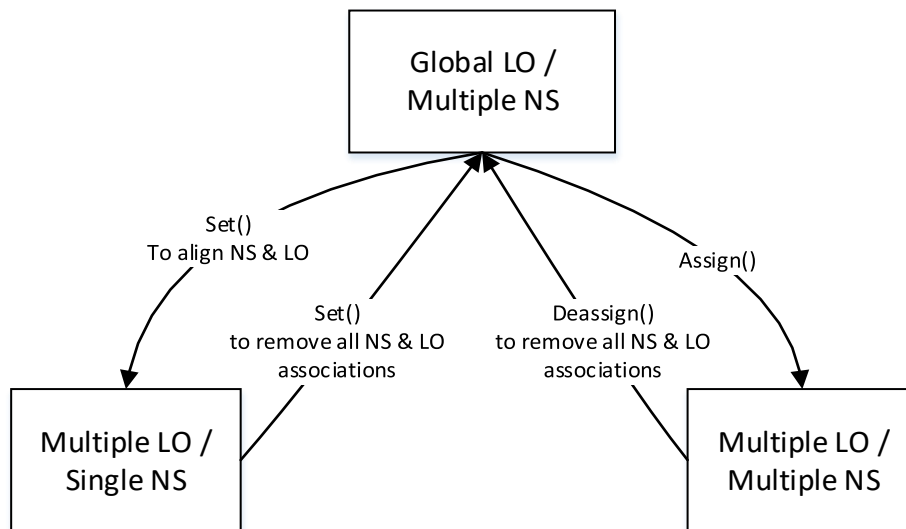 Global LO /
Multiple NS
Set()
To align NS & LO
Assign()
Set()
to remove all NS & LO
associations
Deassign()
to remove all NS & LO
associations
Multiple LO /
Single NS
Multiple LO /
Multiple NS